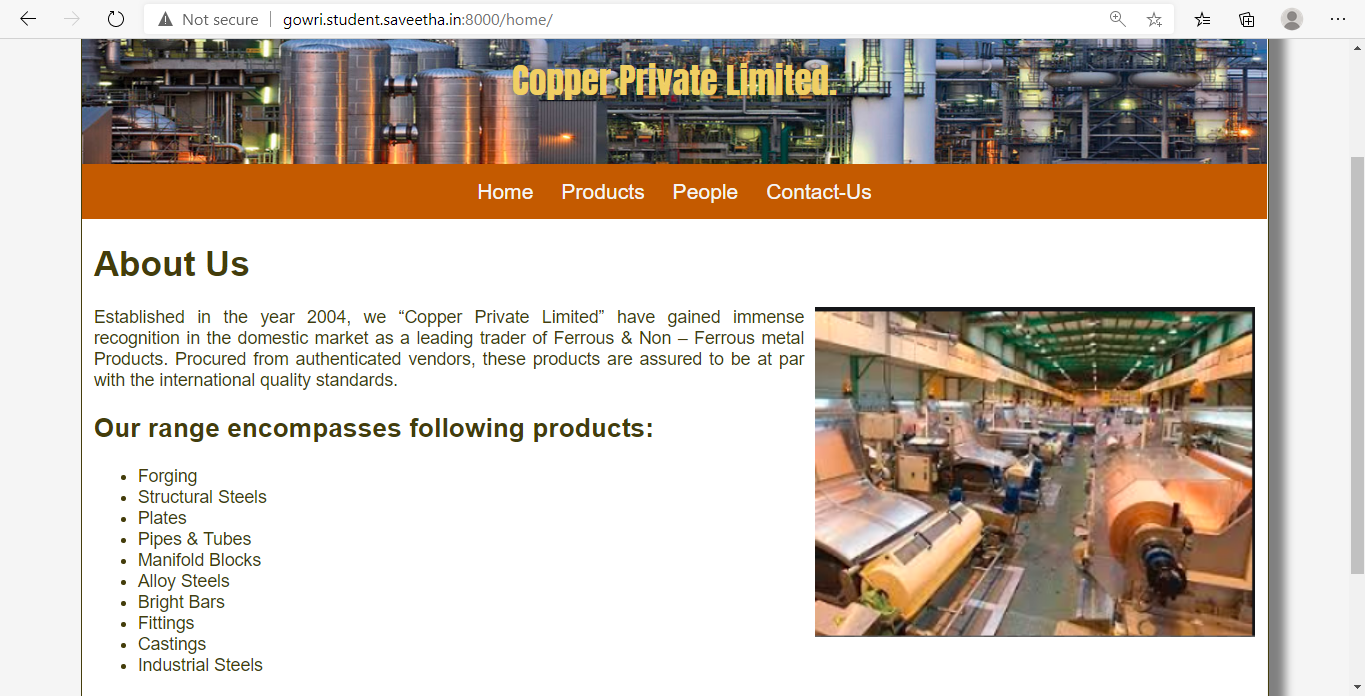 Not secure gowri.student.saveetha.in:8000/home/
Copper Private Limited.
Home Products People Contact-Us
About Us
Established in the year 2004, we “Copper Private Limited” have gained immense
recognition in the domestic market as a leading trader of Ferrous & Non – Ferrous metal
Products. Procured from authenticated vendors, these products are assured to be at par
with the international quality standards.
Our range encompasses following products:
• Forging
• Structural Steels
• Plates
• Pipes & Tubes
• Manifold Blocks
• Alloy Steels
• Bright Bars
• Fittings
• Castings
• Industrial Steels